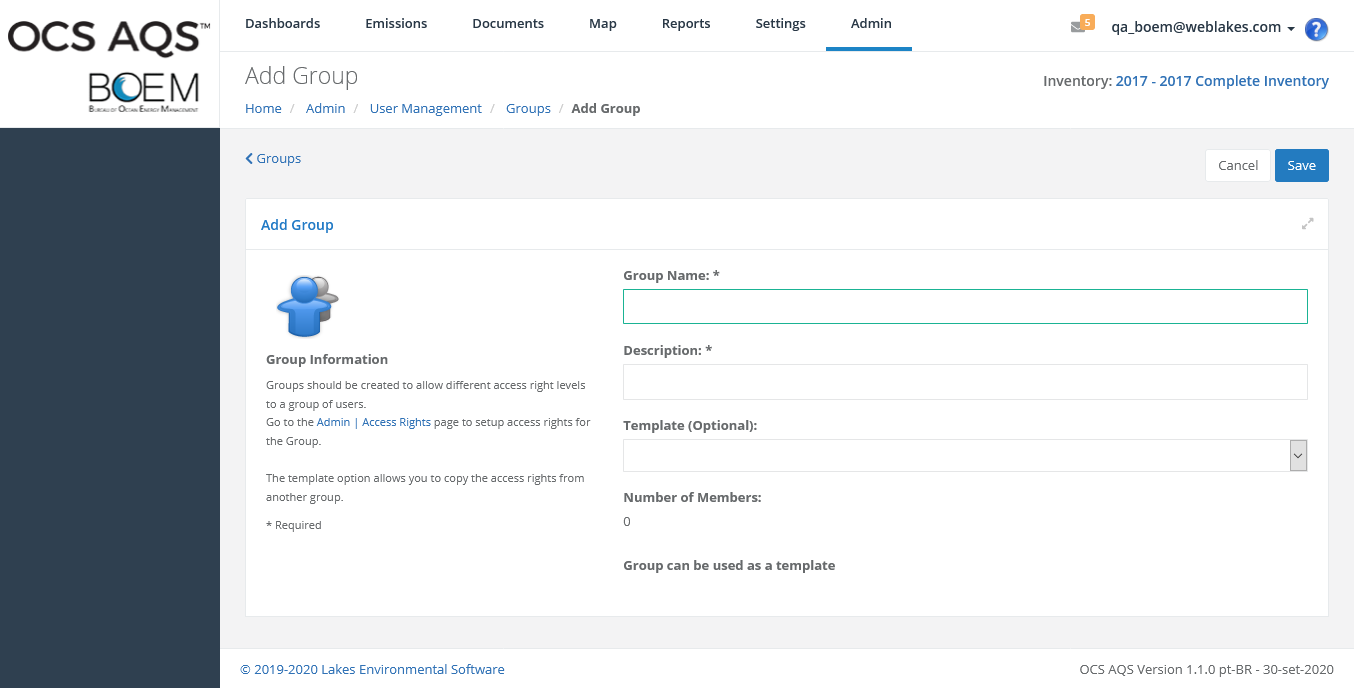 OCS AQS™
BOEM
BUREAU OF OCEAN ENERGY MANAGEMENT
Dashboards Emissions Documents Map Reports Settings Admin
5 qa_boem@weblakes.com ?
Add Group
Inventory: 2017 - 2017 Complete Inventory
Home / Admin / User Management / Groups / Add Group
Groups
Cancel Save
Add Group
Group Information
Groups should be created to allow different access right levels
to a group of users.
Go to the Admin | Access Rights page to setup access rights for
the Group.
The template option allows you to copy the access rights from
another group.
* Required
Group Name: *
Description: *
Template (Optional):
Number of Members:
0
Group can be used as a template
© 2019-2020 Lakes Environmental Software
OCS AQS Version 1.1.0 pt-BR - 30-set-2020